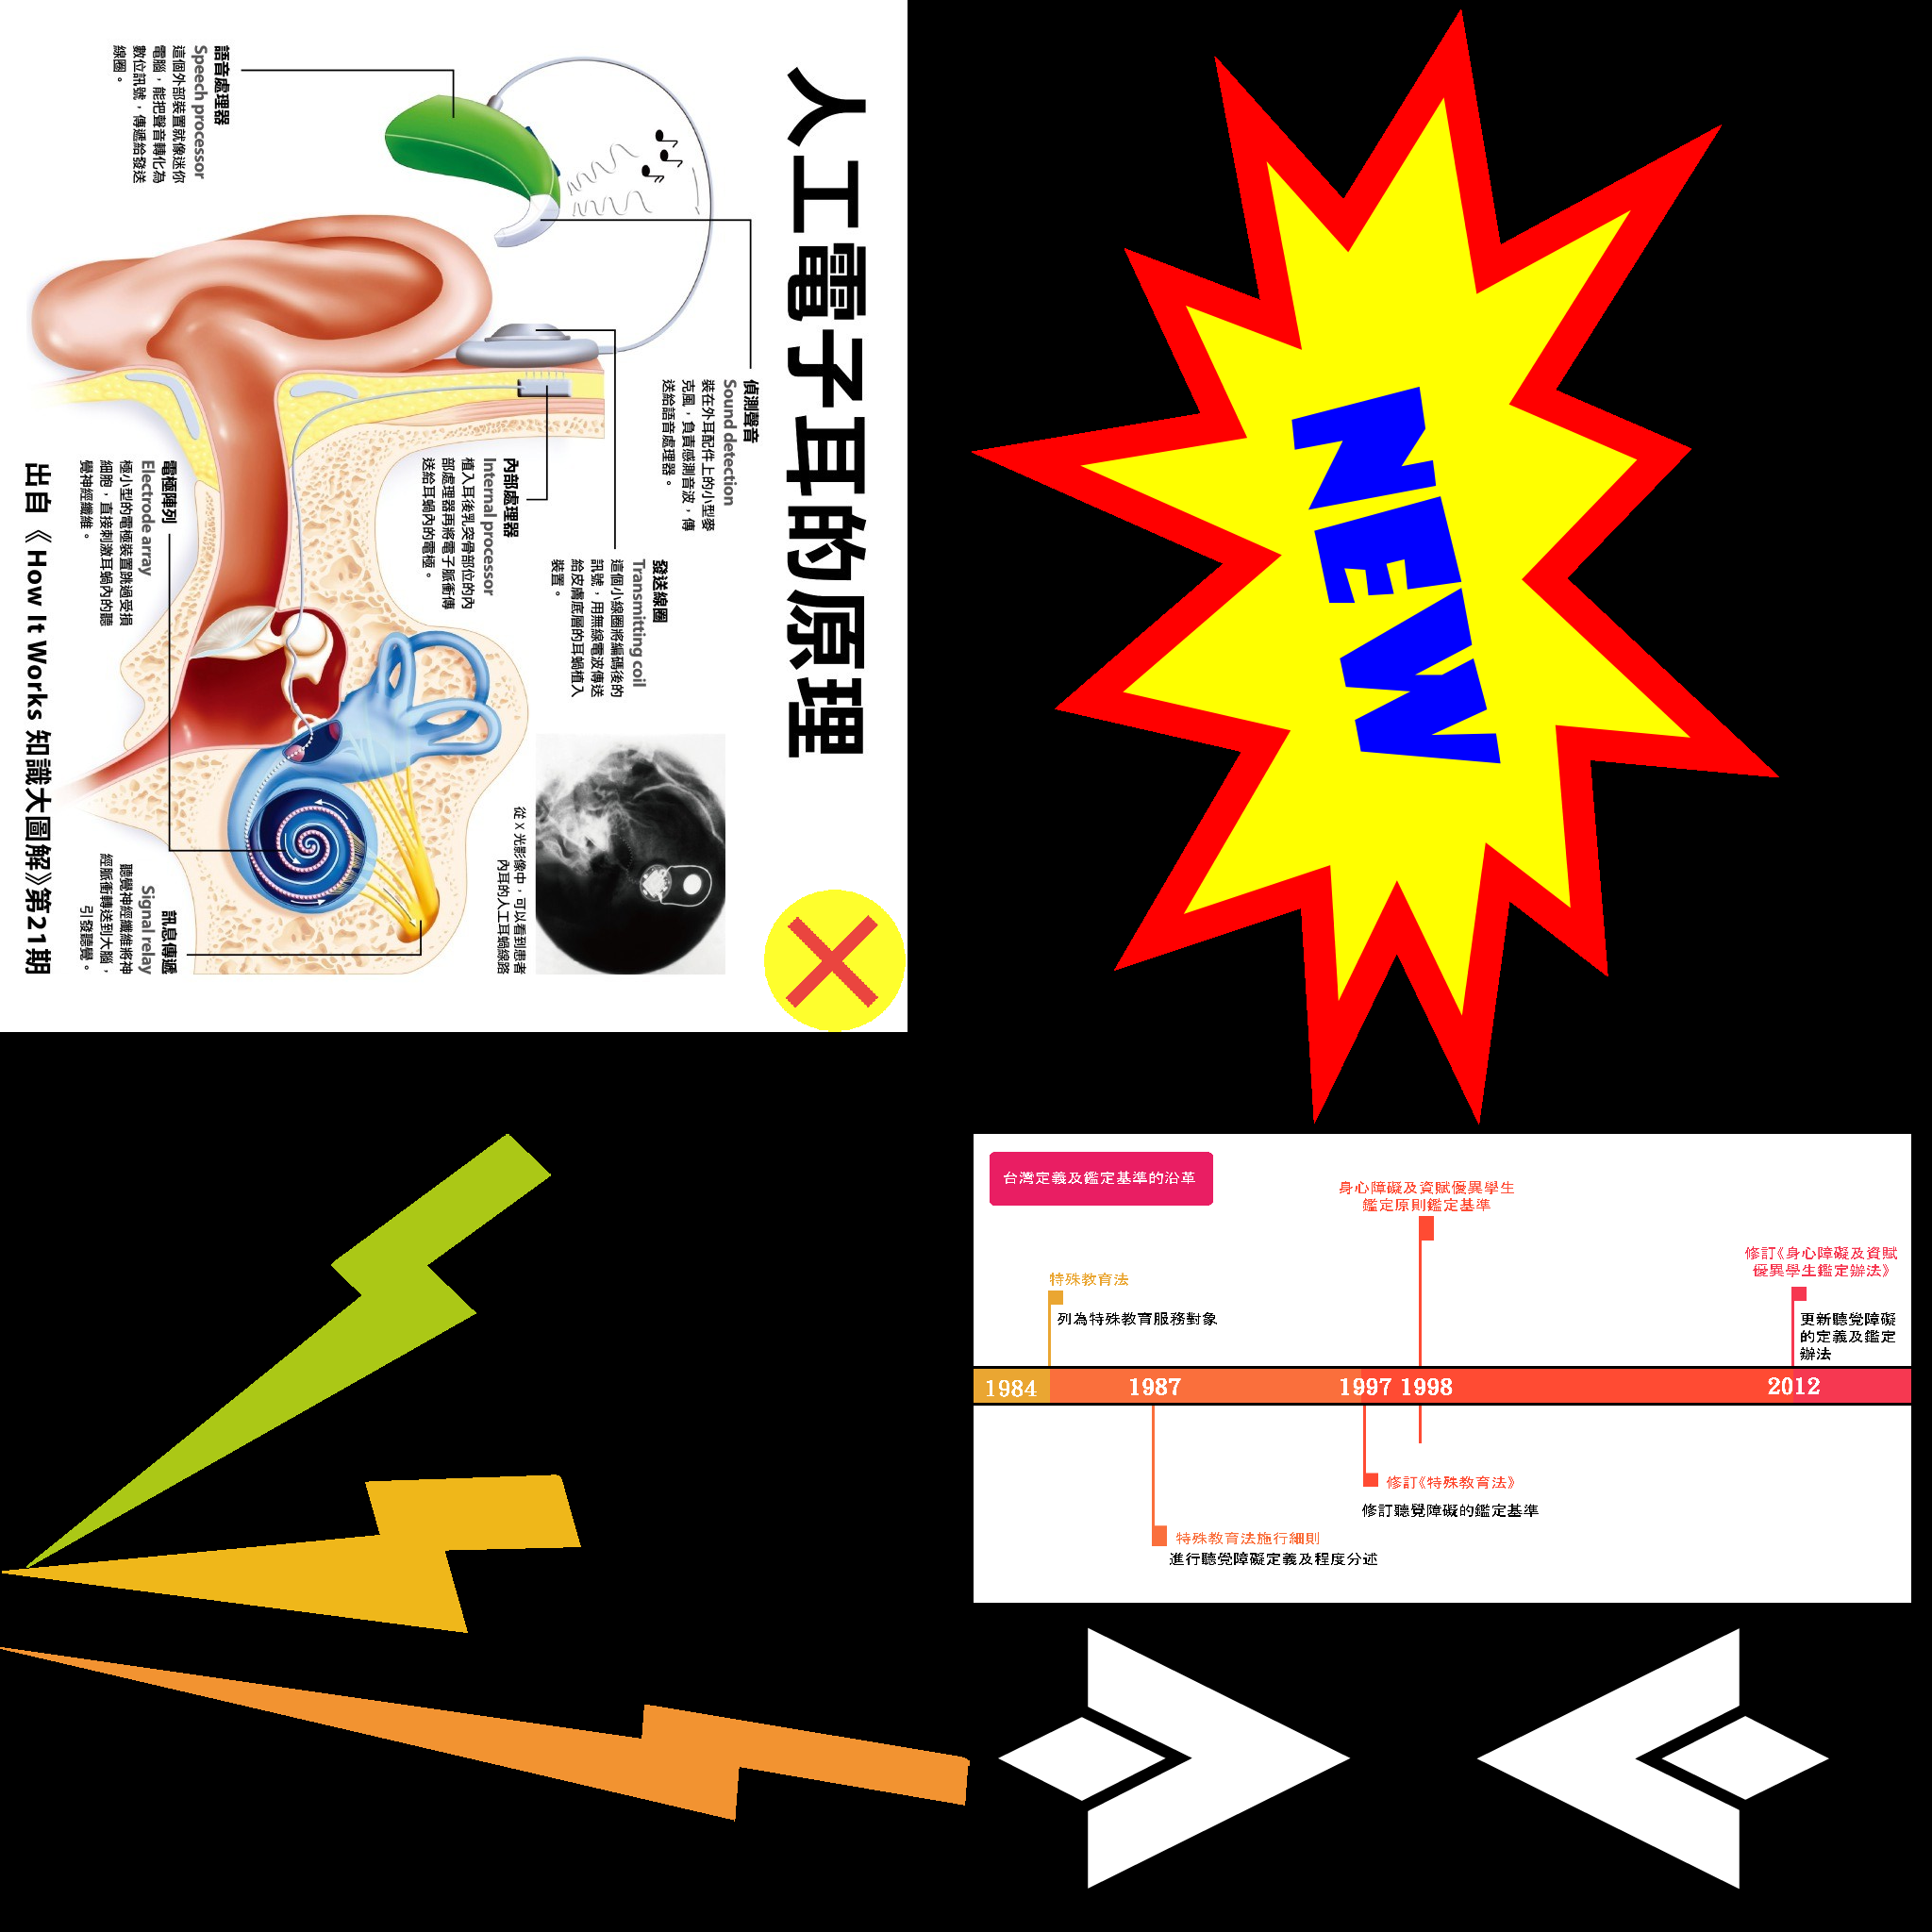 人工電子耳的原理
語音處理器
Speech processor
這個外部裝置就像迷你
電腦，能把聲音轉化為
數位訊號，傳遞給發送
線圈。
偵測聲音
Sound detection
裝在外耳配件上的小型麥
克風，負責感測音波，傳
送給語音處理器。
發送線圈
Transmitting coil
這個小線圈將編碼後的
訊號，用無線電波傳送
給皮膚底層的耳蝸植入
裝置。
內部處理器
Internal processor
植入耳後乳突骨部位的內
部處理器再將電子脈衝傳
送給耳蝸內的電極。
電極陣列
Electrode array
極小型的電極裝置跳過受損
細胞，直接刺激耳蝸內的聽
覺神經纖維。
從 X 光影像中，可以看到患者
內耳的人工耳蝸線路
訊息傳遞
Signal relay
聽覺神經纖維將神
經脈衝轉送到大腦，
引發聽覺。
出自《How It Works 知識大圖解》第21期
NEW
台灣定義及鑑定基準的沿革
身心障礙及資賦優異學生
鑑定原則鑑定基準
修訂《身心障礙及資賦
優異學生鑑定辦法》
特殊教育法
列為特殊教育服務對象
更新聽覺障礙
的定義及鑑定
辦法
1984 1987 1997 1998 2012
修訂《特殊教育法》
修訂聽覺障礙的鑑定基準
特殊教育法施行細則
進行聽覺障礙定義及程度分述